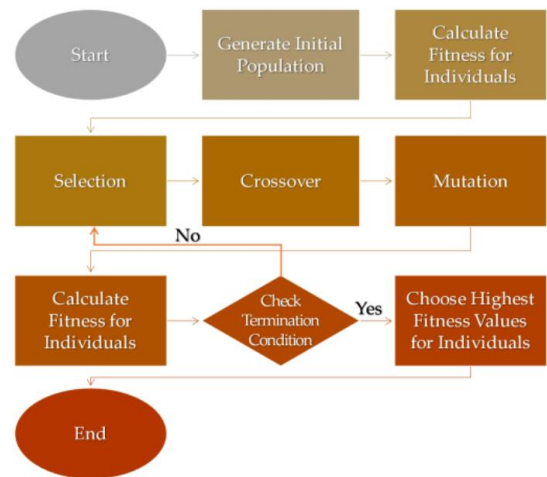 Start
Generate Initial
Population
Calculate
Fitness for
Individuals
Selection
Crossover
Mutation
No
Calculate
Fitness for
Individuals
Check
Termination
Condition
Yes
Choose Highest
Fitness Values
for Individuals
End